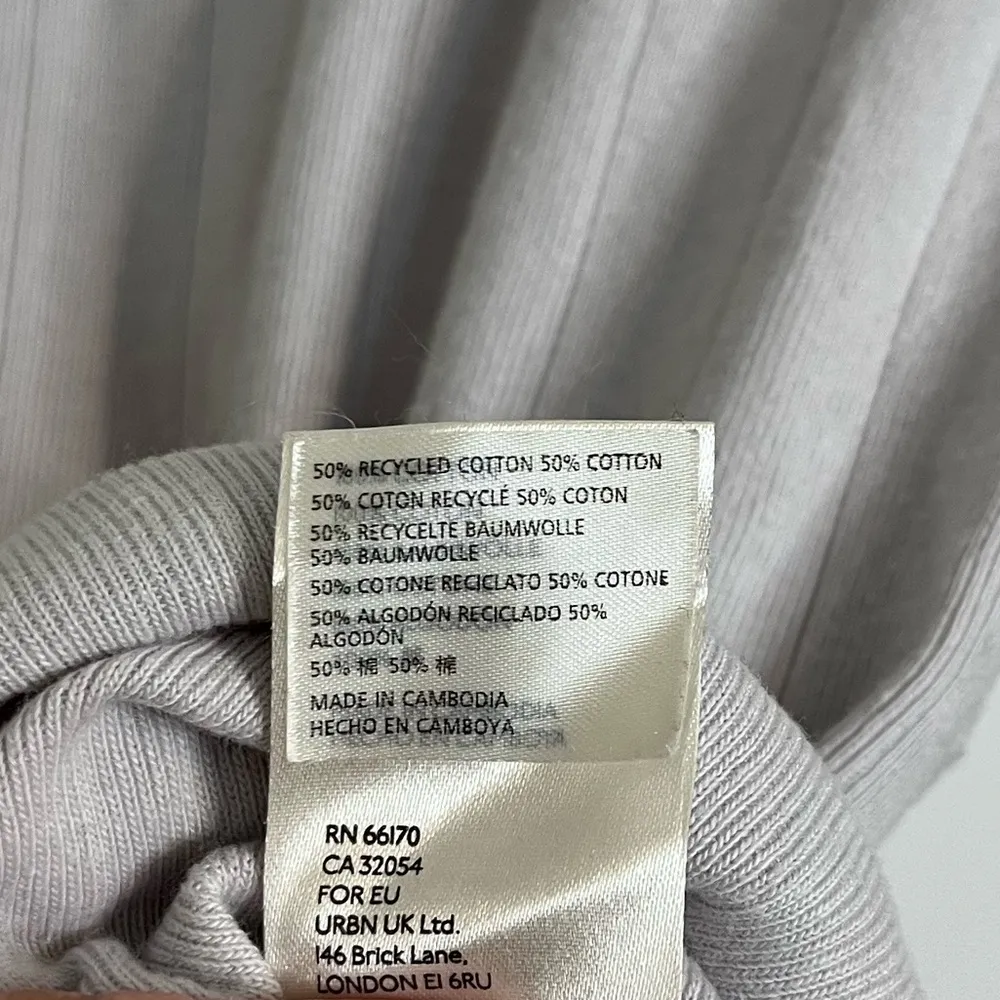 50% RECYCLED COTTON 50% COTTON
50% COTON RECYCLÉ 50% COTON
50% RECYCELTE BAUMWOLLE
50% BAUMWOLLE
50% COTONE RECICLATO 50% COTONE
50% ALGODÓN RECICLADO 50%
ALGODÓN
50% 棉 50% 棉
MADE IN CAMBODIA
HECHO EN CAMBOYA
RN 66170
CA 32054
FOR EU
URBN UK Ltd.
146 Brick Lane,
LONDON E1 6RU